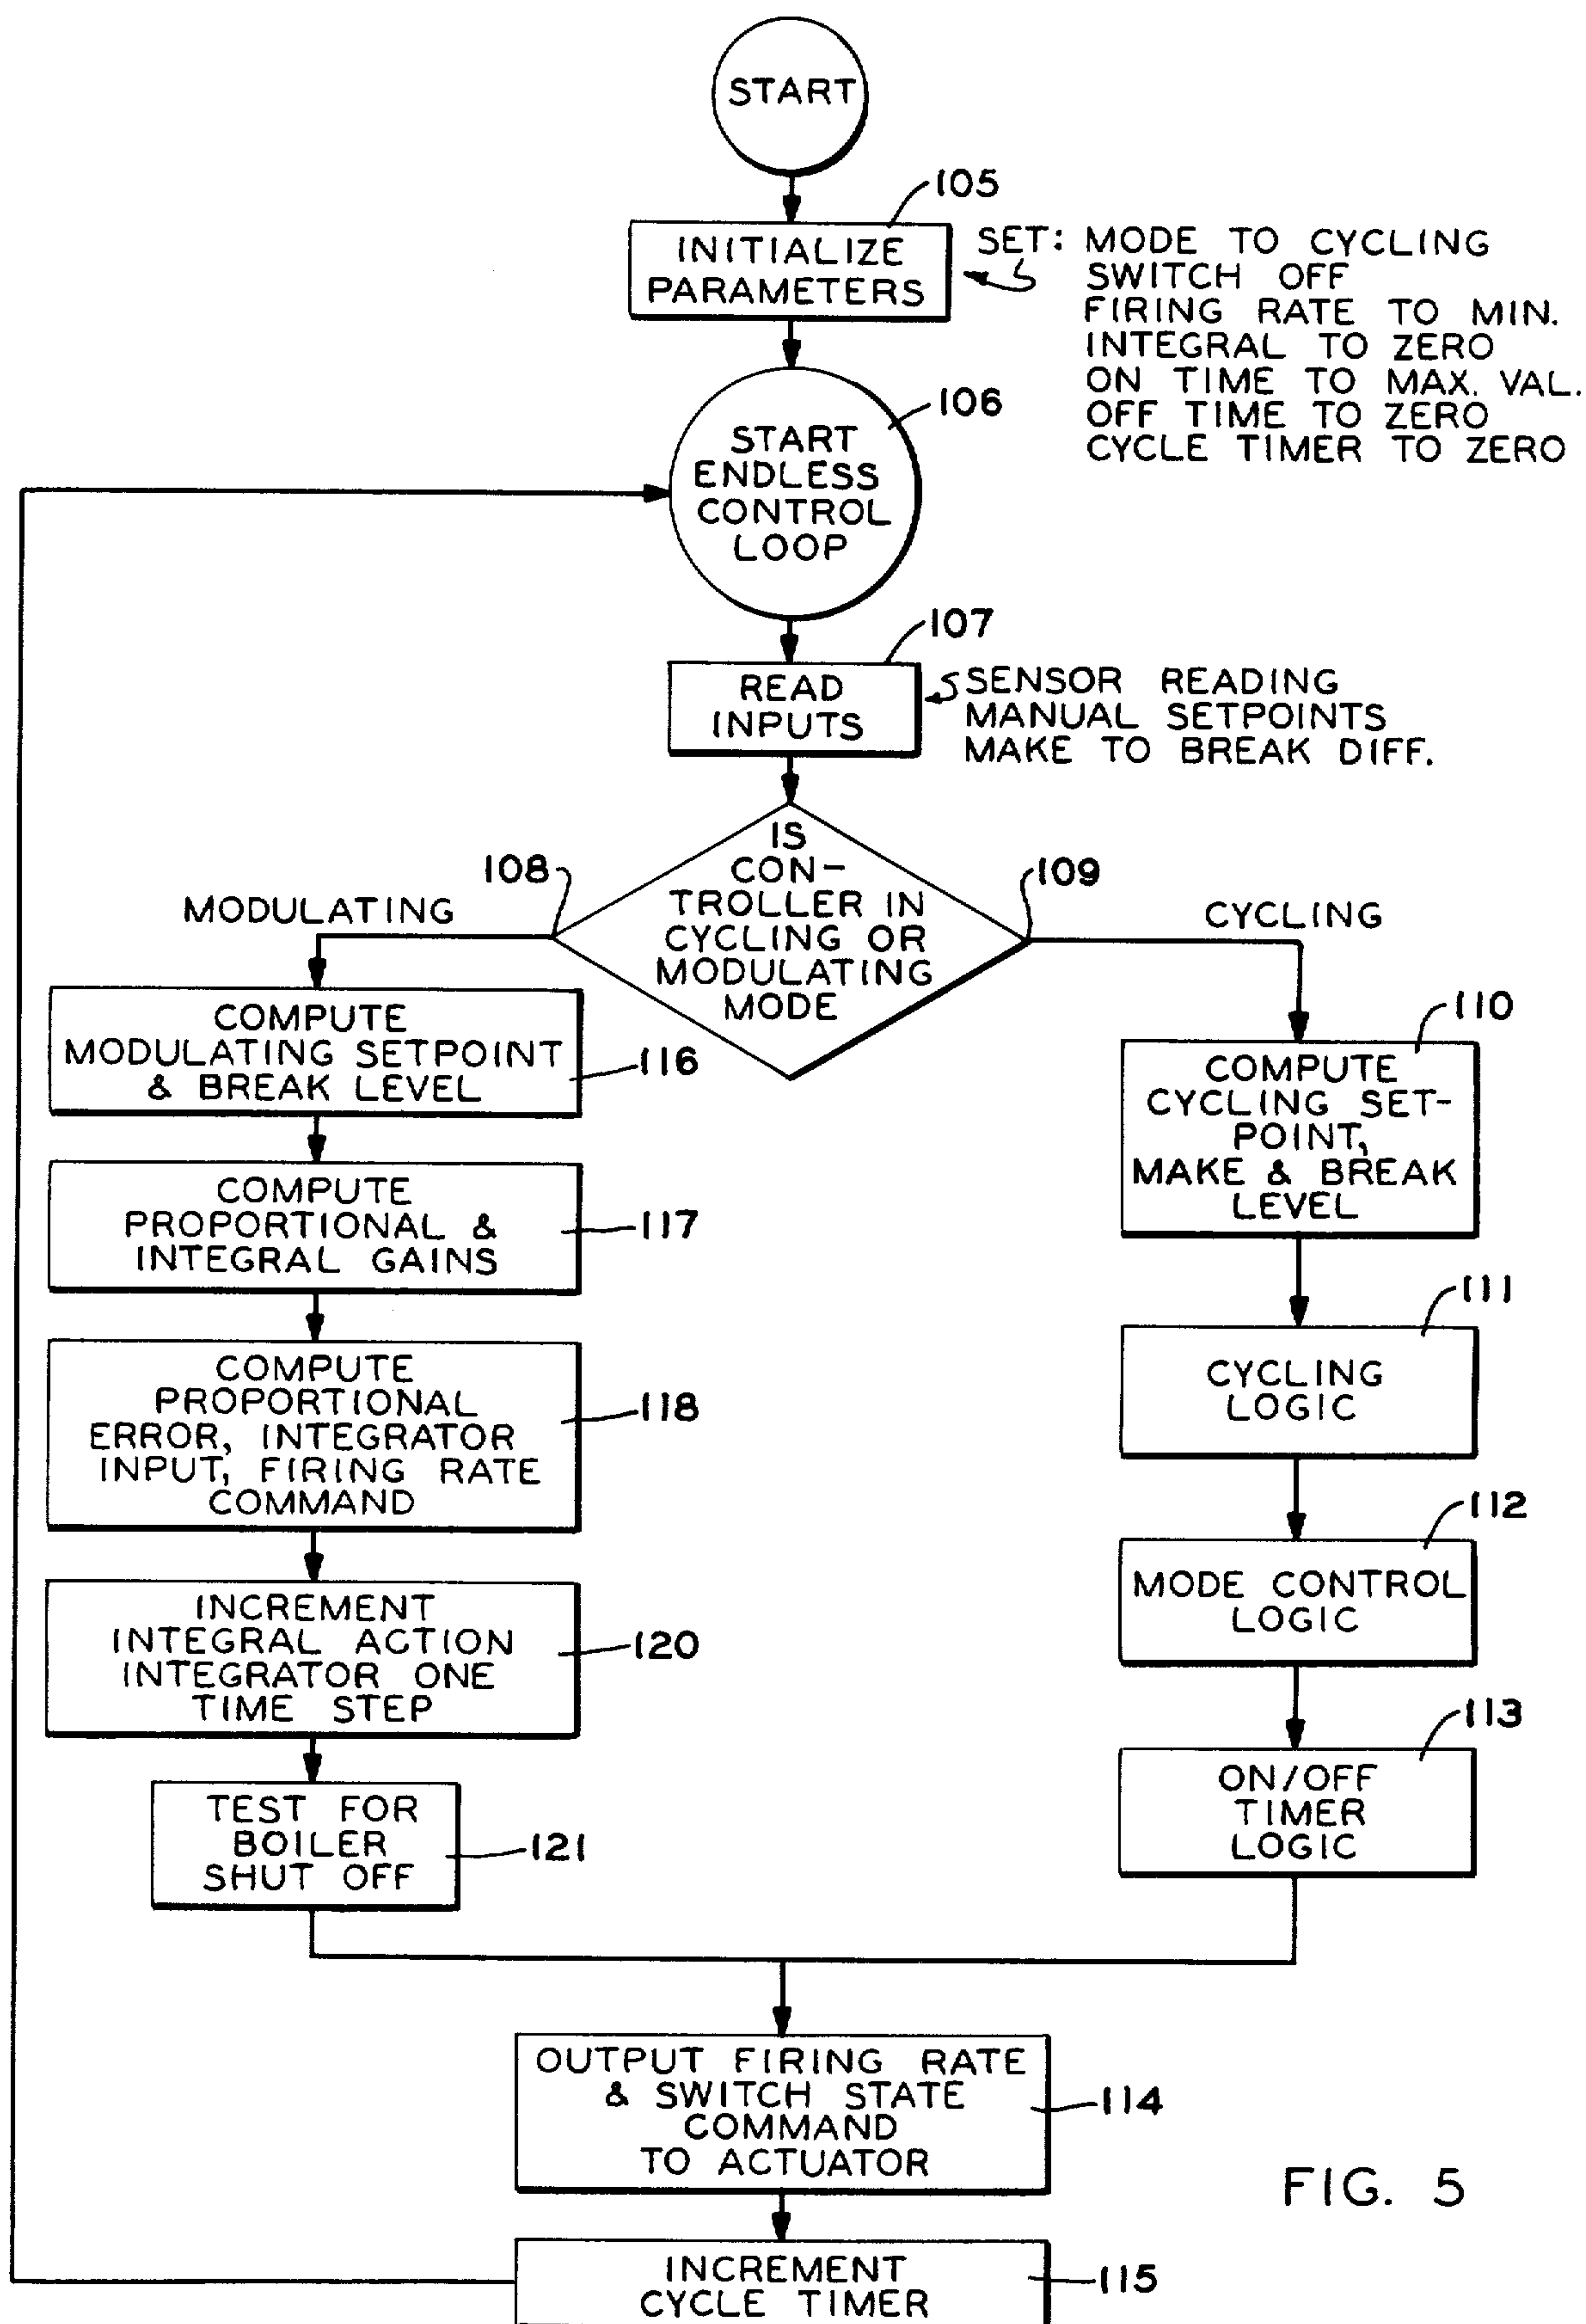 START
105
INITIALIZE
PARAMETERS
SET: MODE TO CYCLING
SWITCH OFF
FIRING RATE TO MIN.
INTEGRAL TO ZERO
ON TIME TO MAX. VAL.
OFF TIME TO ZERO
CYCLE TIMER TO ZERO
106
START
ENDLESS
CONTROL
LOOP
107
READ
INPUTS
SENSOR READING
MANUAL SETPOINTS
MAKE TO BREAK DIFF.
IS
CON-
TROLLER IN
CYCLING OR
MODULATING
MODE
108
MODULATING
109
CYCLING
COMPUTE
MODULATING SETPOINT
& BREAK LEVEL
116
COMPUTE
PROPORTIONAL &
INTEGRAL GAINS
117
COMPUTE
PROPORTIONAL
ERROR, INTEGRATOR
INPUT, FIRING RATE
COMMAND
118
INCREMENT
INTEGRAL ACTION
INTEGRATOR ONE
TIME STEP
120
TEST FOR
BOILER
SHUT OFF
121
110
COMPUTE
CYCLING SET-
POINT,
MAKE & BREAK
LEVEL
111
CYCLING
LOGIC
112
MODE CONTROL
LOGIC
113
ON/OFF
TIMER
LOGIC
OUTPUT FIRING RATE
& SWITCH STATE
COMMAND
TO ACTUATOR
114
INCREMENT
CYCLE TIMER
115
FIG. 5